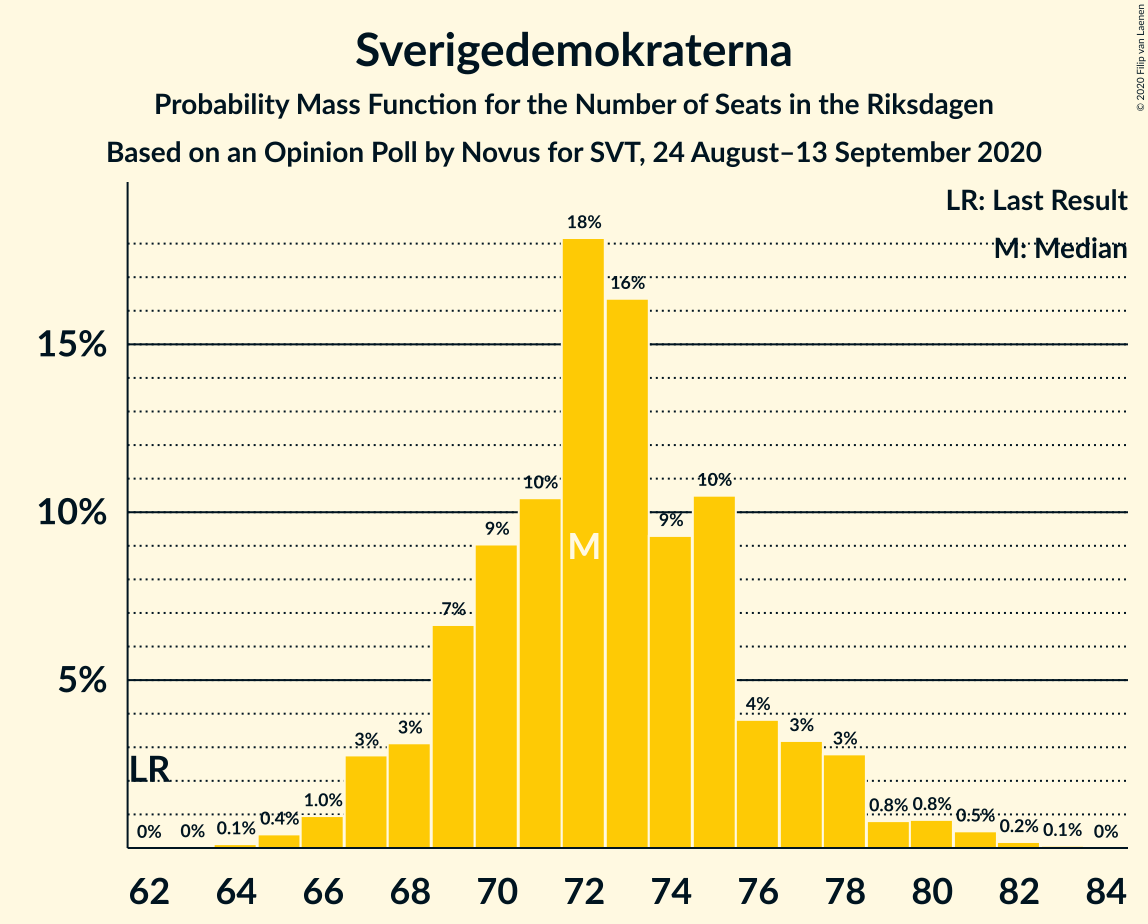 Sverigedemokraterna
Probability Mass Function for the Number of Seats in the Riksdagen
Based on an Opinion Poll by Novus for SVT, 24 August–13 September 2020
© 2020 Filip van Laenen
LR: Last Result
M: Median
15%
10%
5%
LR
M
0%
0%
0.1%
0.4%
1.0%
3%
3%
7%
9%
10%
18%
16%
9%
10%
4%
3%
3%
0.8%
0.8%
0.5%
0.2%
0.1%
0%
62 64 66 68 70 72 74 76 78 80 82 84